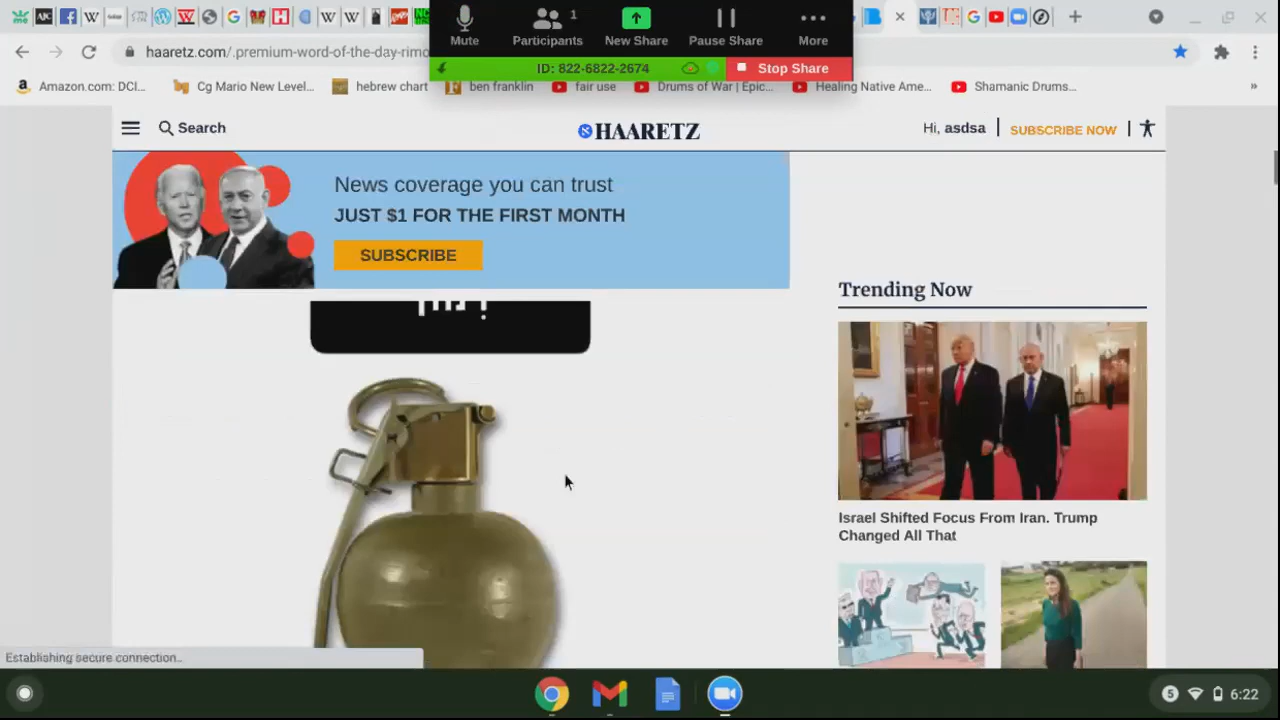 Mute
Participants
1
New Share
Pause Share
More
ID: 822-6822-2674
Stop Share
haaretz.com/.premium-word-of-the-day-rimo
Amazon.com: DCI...
Cg Mario New Level...
hebrew chart
ben franklin
fair use
Drums of War | Epic...
Healing Native Ame...
Shamanic Drums...
»
Search
HAARETZ
Hi, asdsa
SUBSCRIBE NOW
News coverage you can trust
JUST $1 FOR THE FIRST MONTH
SUBSCRIBE
Trending Now
Israel Shifted Focus From Iran. Trump
Changed All That
Establishing secure connection...
5
6:22